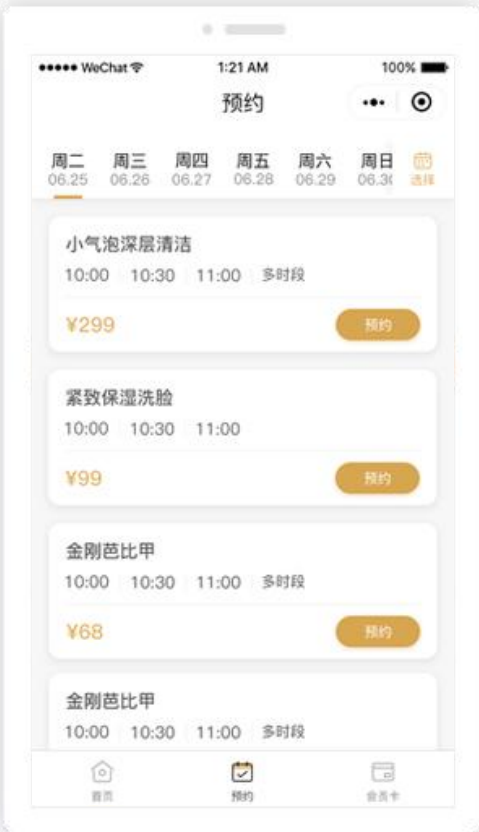 WeChat 1:21 AM 100%
预约
周二 周三 周四 周五 周六 周日
06.25 06.26 06.27 06.28 06.29 06.30 选择
小气泡深层清洁
10:00 10:30 11:00 多时段
¥299 预约
紧致保湿洗脸
10:00 10:30 11:00
¥99 预约
金刚芭比甲
10:00 10:30 11:00 多时段
¥68 预约
金刚芭比甲
10:00 10:30 11:00 多时段
首页 预约 会员卡